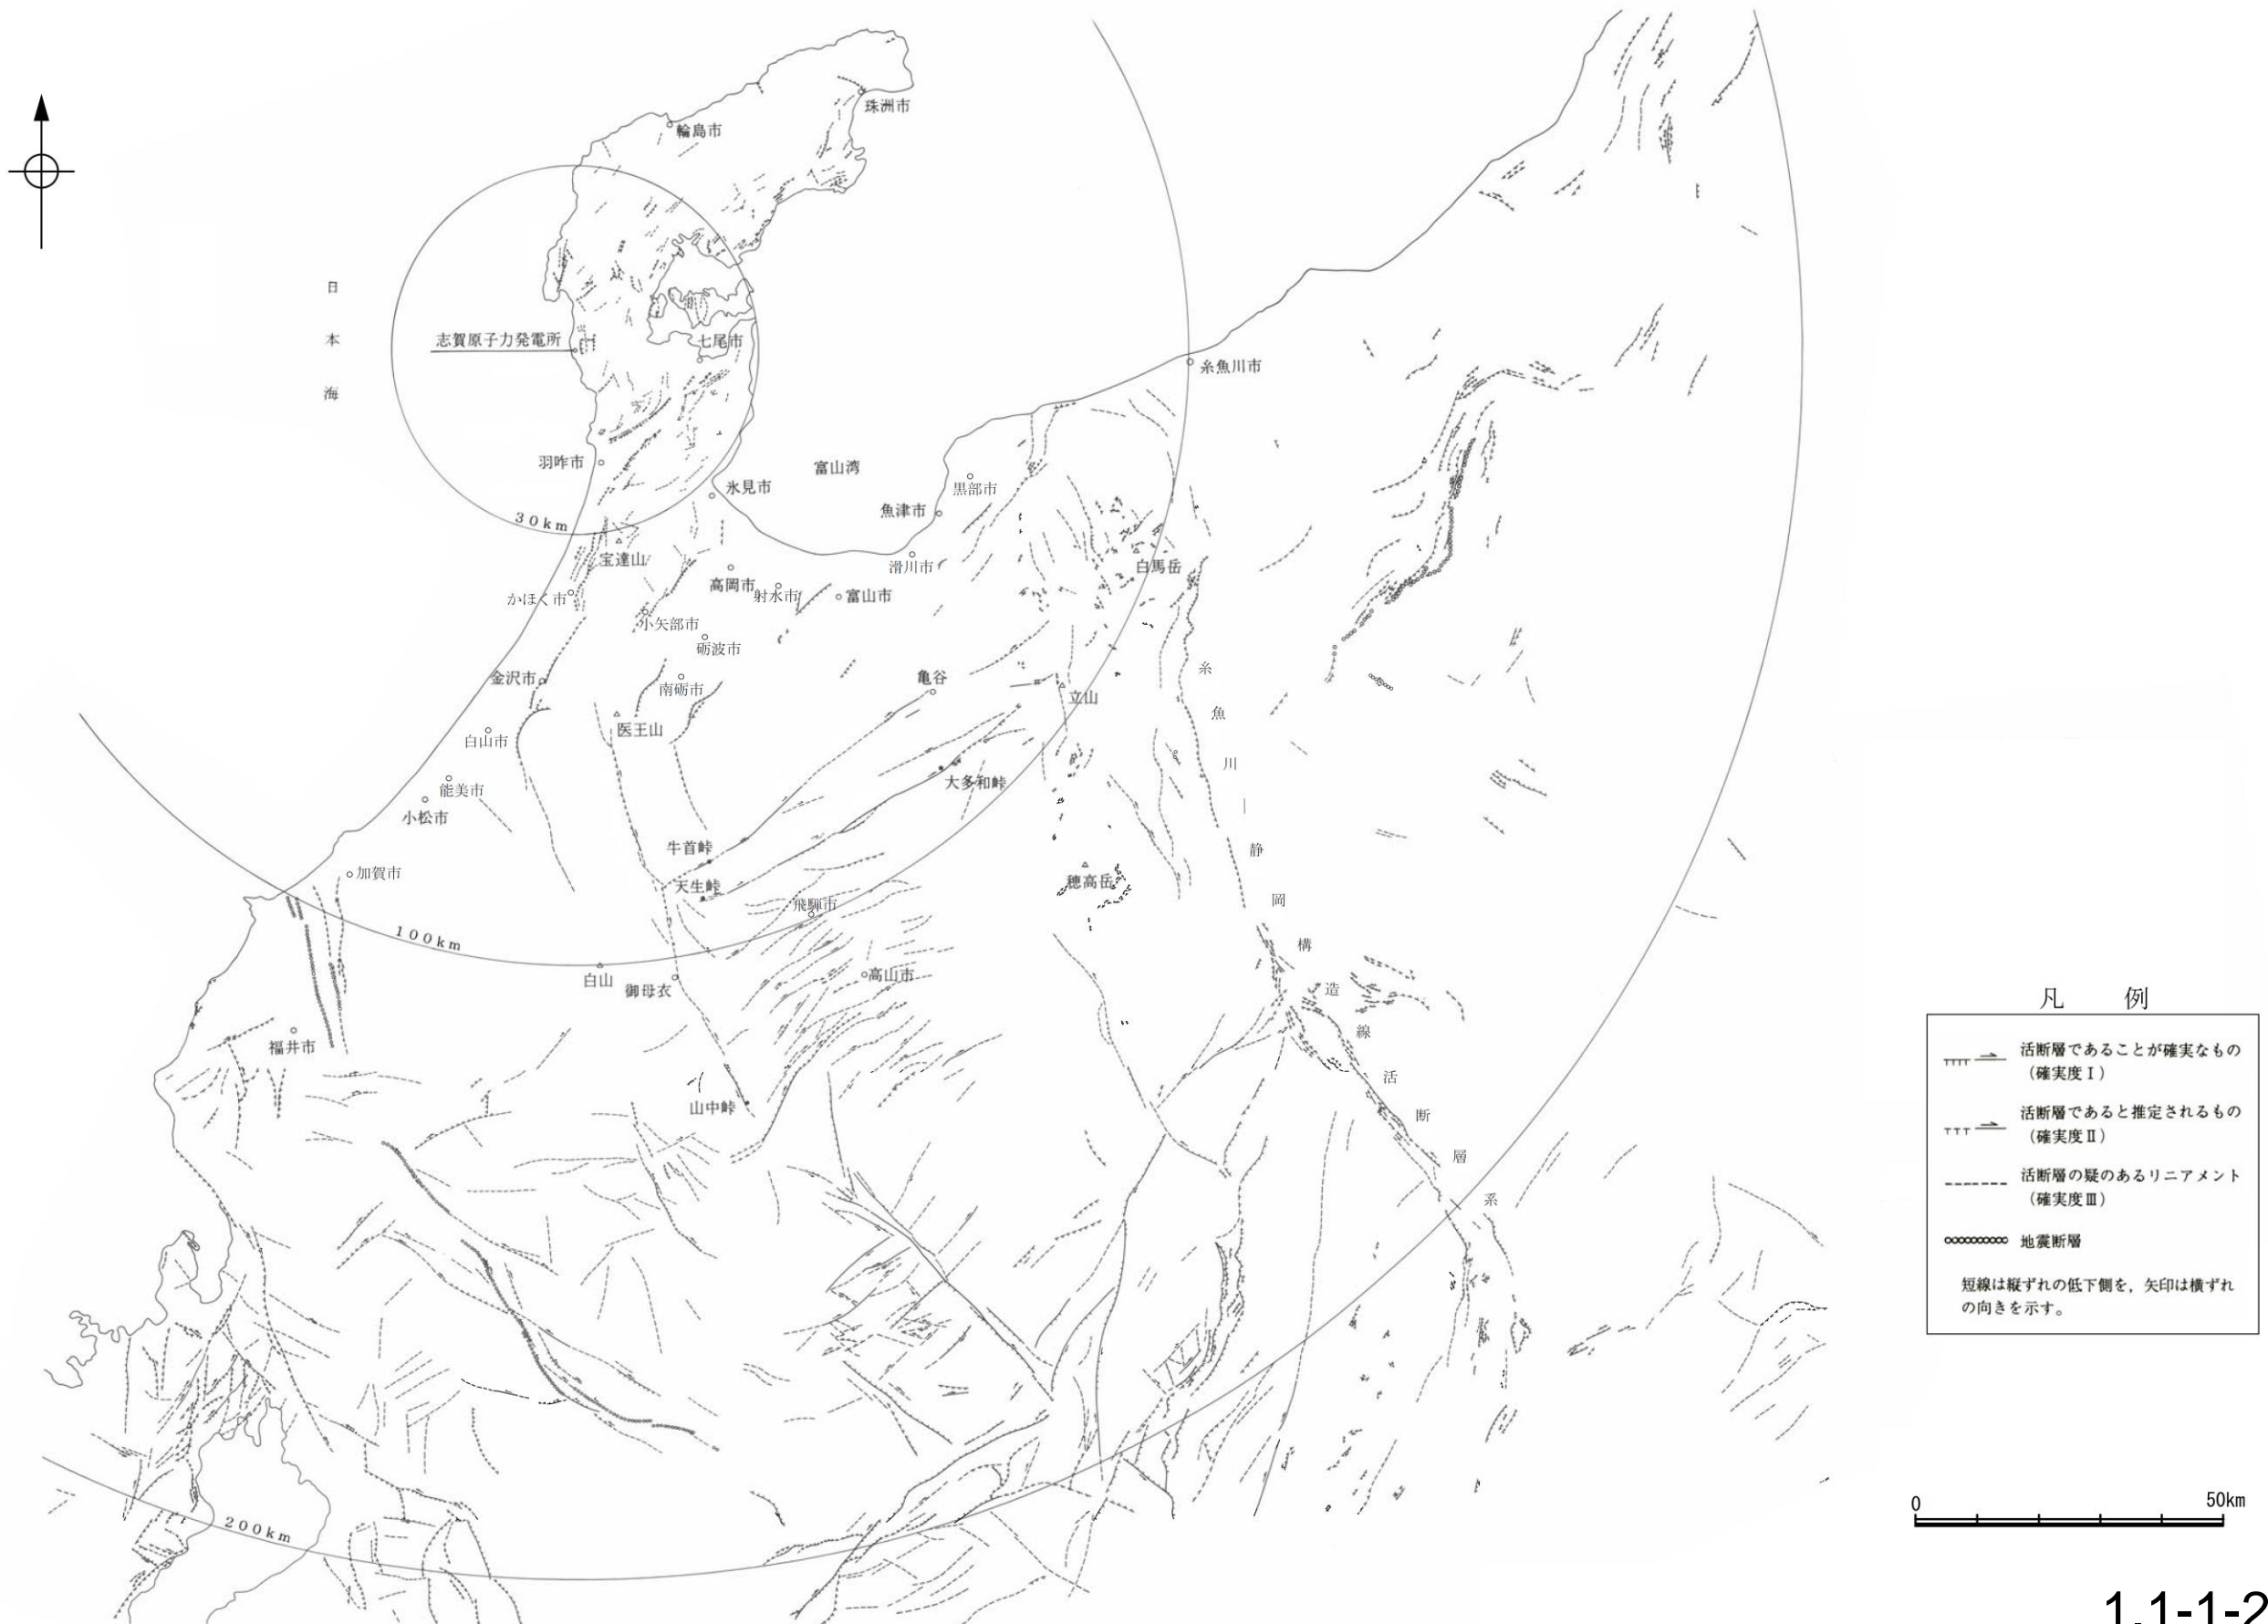 珠洲市
輪島市
日本海
志賀原子力発電所
七尾市
糸魚川市
羽咋市
富山湾
氷見市
黒部市
魚津市
30km
宝達山
滑川市
白馬岳
高岡市
射水市
富山市
かほく市
小矢部市
砺波市
金沢市
南砺市
亀谷
立山
医王山
白山市
大多和峠
能美市
小松市
牛首峠
天生峠
加賀市
飛騨市
穂高岳
100km
白山
御母衣
高山市
福井市
山中峠
糸魚川―静岡構造線活断層系
200km
凡例
活断層であることが確実なもの
(確実度Ⅰ)
活断層であると推定されるもの
(確実度Ⅱ)
活断層の疑のあるリニアメント
(確実度Ⅲ)
地震断層
短線は縦ずれの低下側を,矢印は横ずれ
の向きを示す。
0 50km
1.1-1-2